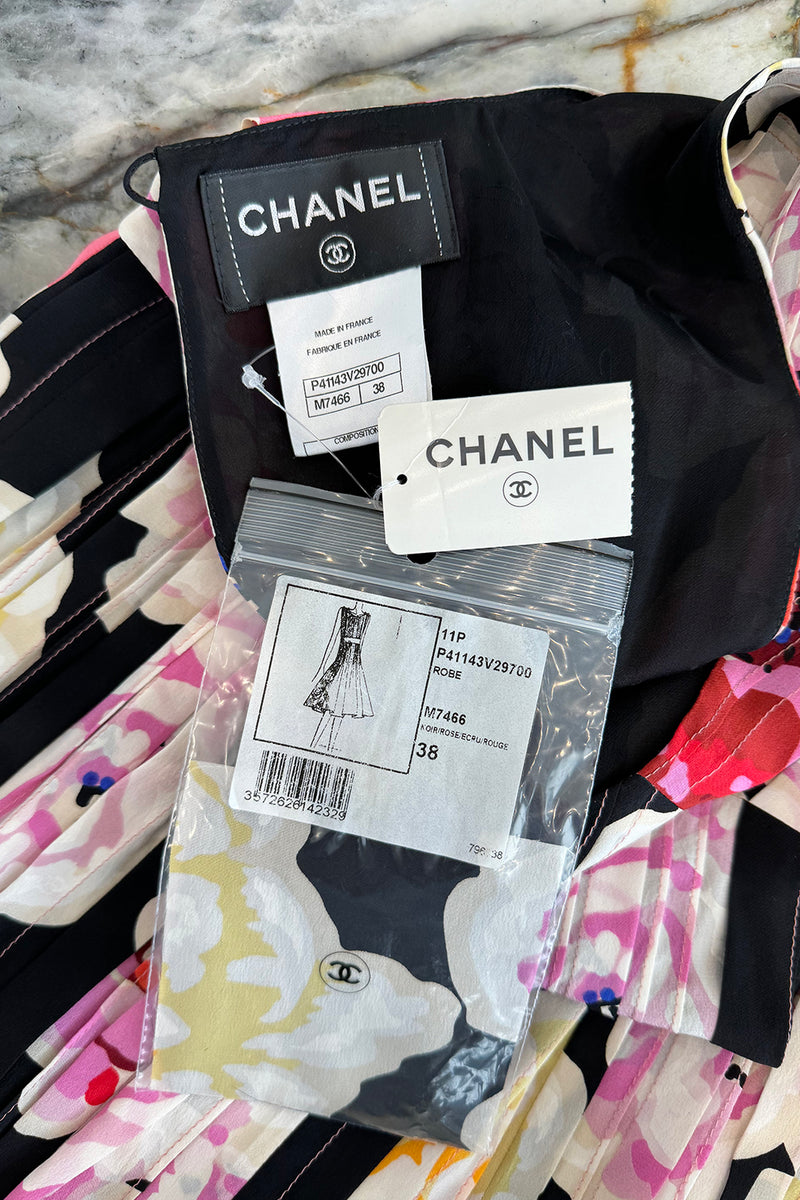 CHANEL
MADE IN FRANCE
FABRIQUE EN FRANCE
P41143V29700
M7466 38
COMPOSITION
CHANEL
11P
P41143V29700
ROBE
M7466
NOIR/ROSE/ECRU/ROUGE
38
3572626142329